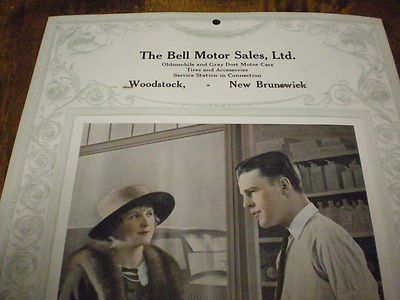 The Bell Motor Sales, Ltd.
Oldsmobile and Gray Dort Motor Cars
Tires and Accessories
Service Station in Connection
Woodstock, - New Brunswick